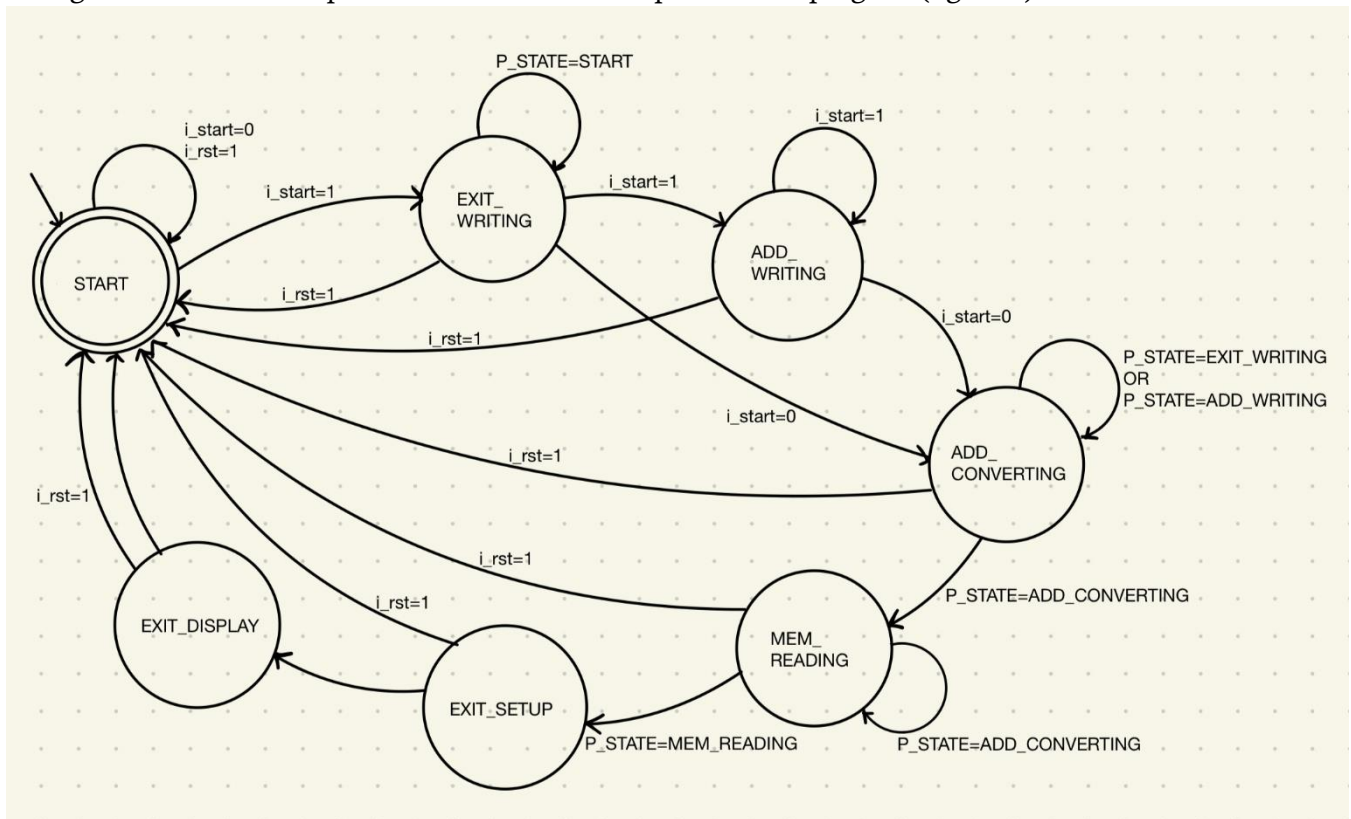 P_STATE=START
i_start=1
i_start=0
i_rst=1
i_start=1
i_start=1
EXIT_
WRITING
ADD_
WRITING
START
i_rst=1
i_start=0
i_rst=1
P_STATE=EXIT_WRITING
OR
P_STATE=ADD_WRITING
i_start=0
ADD_
CONVERTING
i_rst=1
i_rst=1
i_rst=1
P_STATE=ADD_CONVERTING
i_rst=1
EXIT_DISPLAY
MEM_
READING
EXIT_SETUP
P_STATE=MEM_READING
P_STATE=ADD_CONVERTING